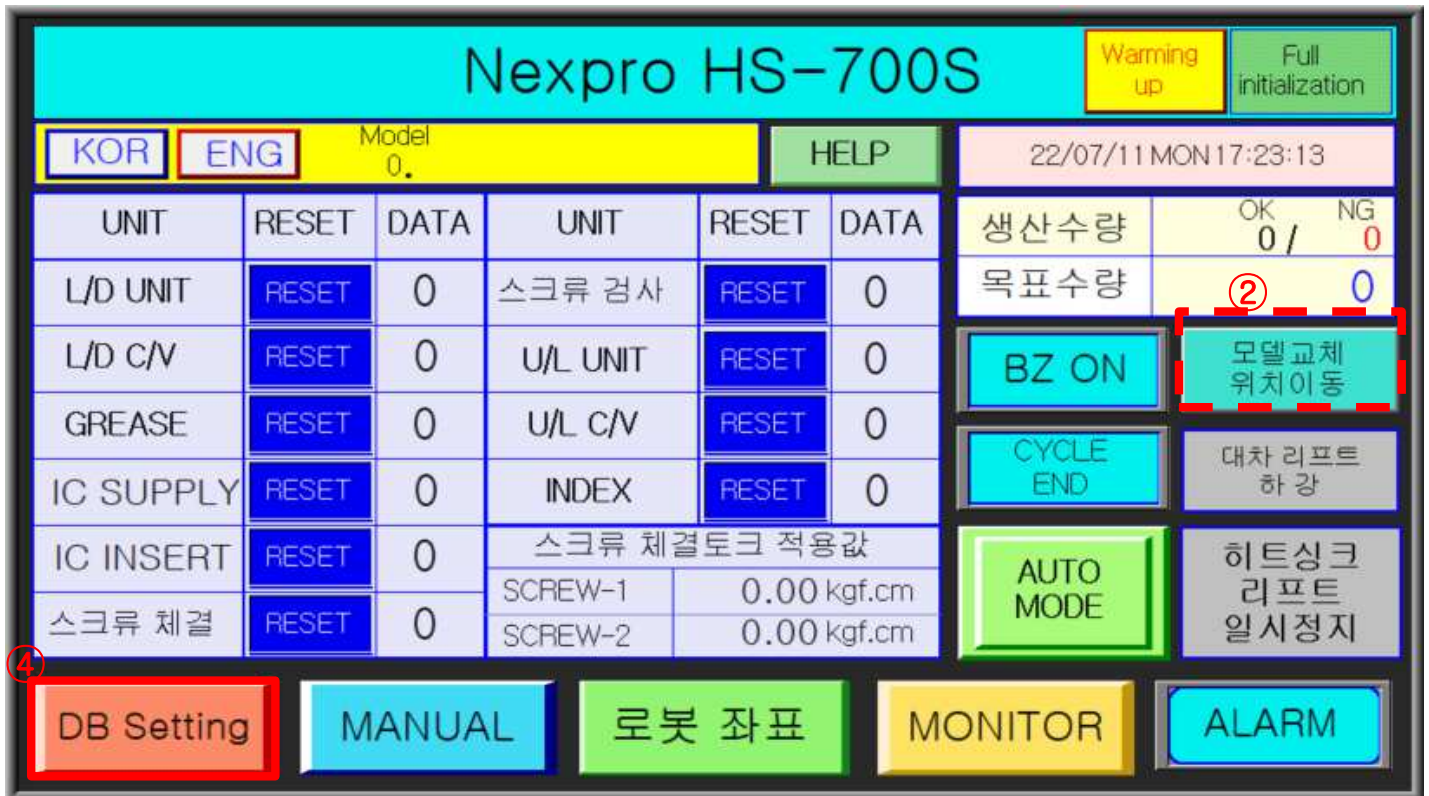 Nexpro HS-700S
Warming
up
Full
initialization
KOR
ENG
Model
0.
HELP
22/07/11 MON 17:23:13
UNIT RESET DATA UNIT RESET DATA
L/D UNIT RESET 0 스크류 검사 RESET 0
L/D C/V RESET 0 U/L UNIT RESET 0
GREASE RESET 0 U/L C/V RESET 0
IC SUPPLY RESET 0 INDEX RESET 0
IC INSERT RESET 0
스크류 체결 RESET 0
스크류 체결토크 적용값
SCREW-1 0.00 kgf.cm
SCREW-2 0.00 kgf.cm
생산수량
OK NG
0 / 0
목표수량 0
②
BZ ON
모델교체
위치이동
CYCLE
END
대차 리프트
하 강
AUTO
MODE
히트싱크
리프트
일시정지
④
DB Setting
MANUAL
로봇 좌표
MONITOR
ALARM